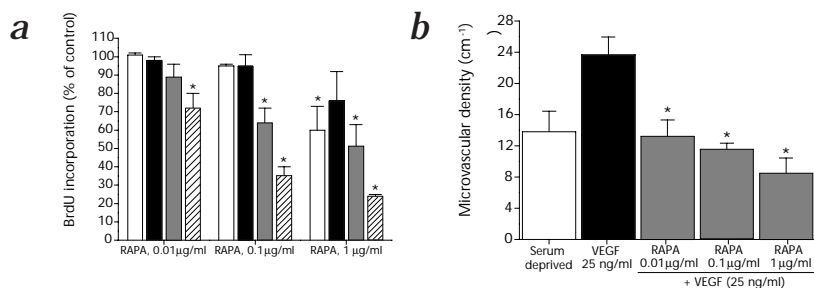 a
BrdU incorporation (% of control)
110
100
90
80
70
60
50
40
30
20
10
0
*
*
*
*
*
*
RAPA, 0.01µg/ml RAPA, 0.1µg/ml RAPA, 1 µg/ml
b
Microvascular density (cm⁻¹)
)
28
24
20
16
12
8
4
0
*
*
*
Serum deprived
VEGF 25 ng/ml
RAPA 0.01µg/ml
RAPA 0.1µg/ml
RAPA 1µg/ml
+ VEGF (25 ng/ml)